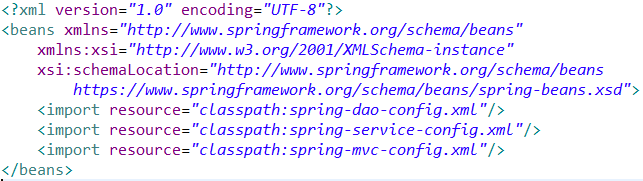 <?xml version="1.0" encoding="UTF-8"?>
<beans xmlns="http://www.springframework.org/schema/beans"
xmlns:xsi="http://www.w3.org/2001/XMLSchema-instance"
xsi:schemaLocation="http://www.springframework.org/schema/beans
https://www.springframework.org/schema/beans/spring-beans.xsd">
<import resource="classpath:spring-dao-config.xml"/>
<import resource="classpath:spring-service-config.xml"/>
<import resource="classpath:spring-mvc-config.xml"/>
</beans>